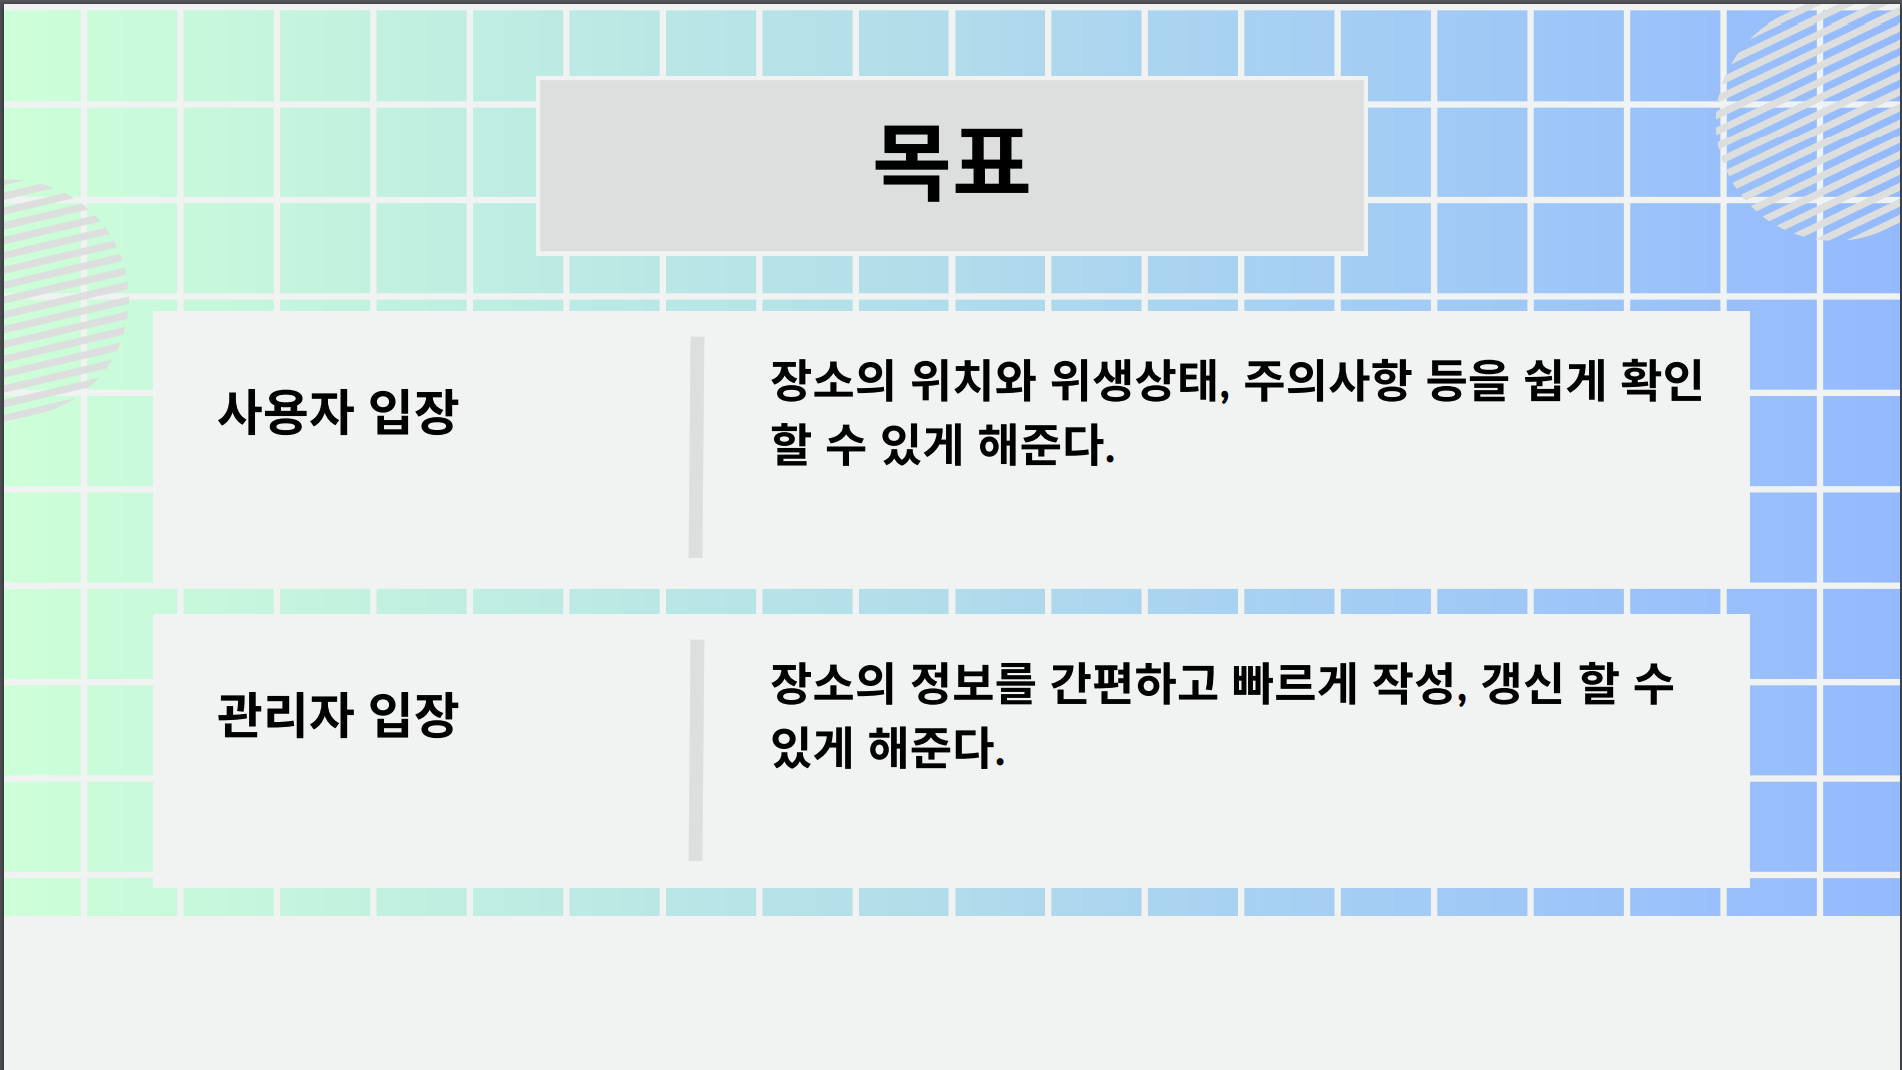 목표
사용자 입장
장소의 위치와 위생상태, 주의사항 등을 쉽게 확인
할 수 있게 해준다.
관리자 입장
장소의 정보를 간편하고 빠르게 작성, 갱신 할 수
있게 해준다.